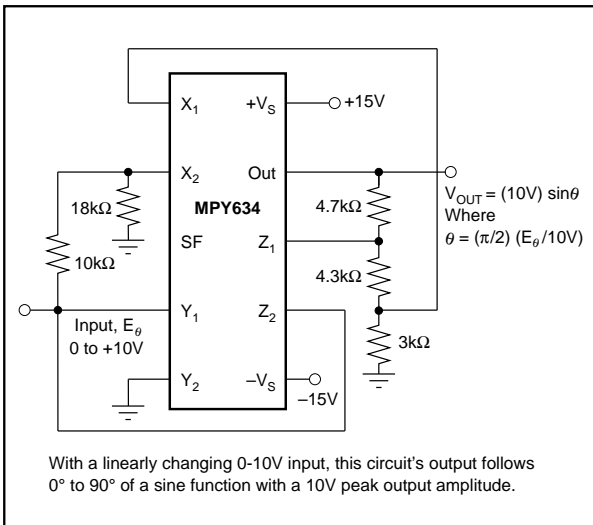 X1
+VS
+15V
X2
Out
18kΩ
MPY634
4.7kΩ
VOUT = (10V) sinθ
Where
θ = (π/2) (Eθ/10V)
SF
Z1
10kΩ
4.3kΩ
Y1
Z2
Input, Eθ
0 to +10V
3kΩ
Y2
–VS
–15V
With a linearly changing 0-10V input, this circuit's output follows
0° to 90° of a sine function with a 10V peak output amplitude.